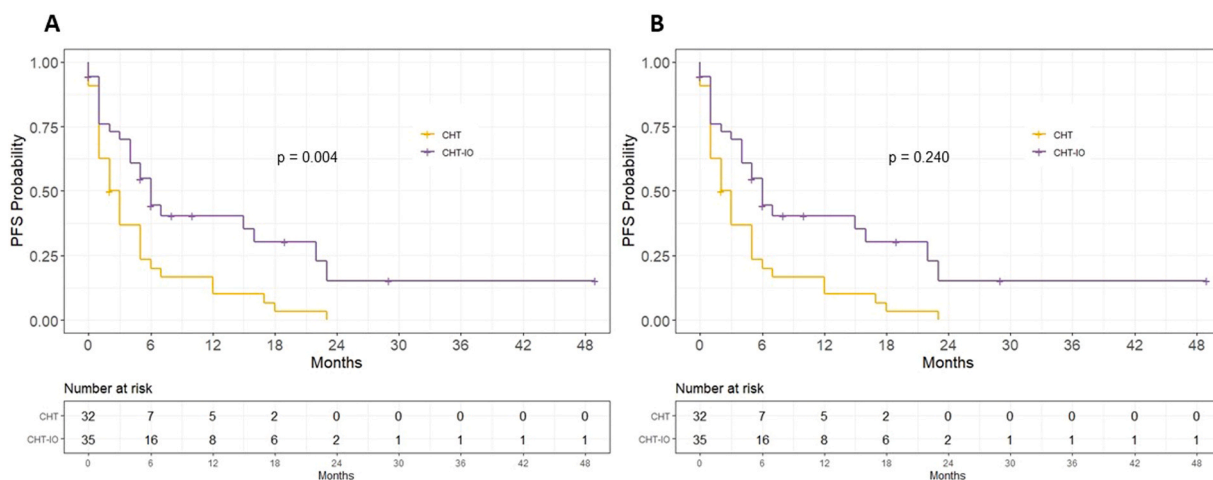 A
1.00
0.75
0.50
0.25
0.00
PFS Probability
CHT
CHT-IO
p = 0.004
0 6 12 18 24 30 36 42 48
Months
Number at risk
CHT 32 7 5 2 0 0 0 0 0
CHT-IO 35 16 8 6 2 1 1 1 1
0 6 12 18 24 30 36 42 48
Months
B
1.00
0.75
0.50
0.25
0.00
PFS Probability
CHT
CHT-IO
p = 0.240
0 6 12 18 24 30 36 42 48
Months
Number at risk
CHT 32 7 5 2 0 0 0 0 0
CHT-IO 35 16 8 6 2 1 1 1 1
0 6 12 18 24 30 36 42 48
Months